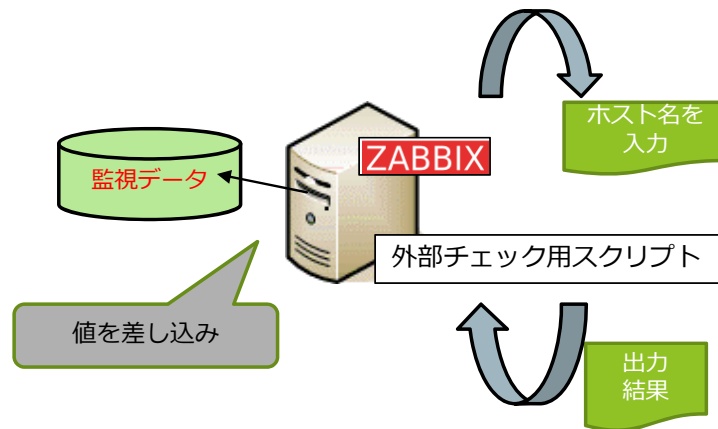 ホスト名を
入力
ZABBIX
監視データ
外部チェック用スクリプト
値を差し込み
出力
結果